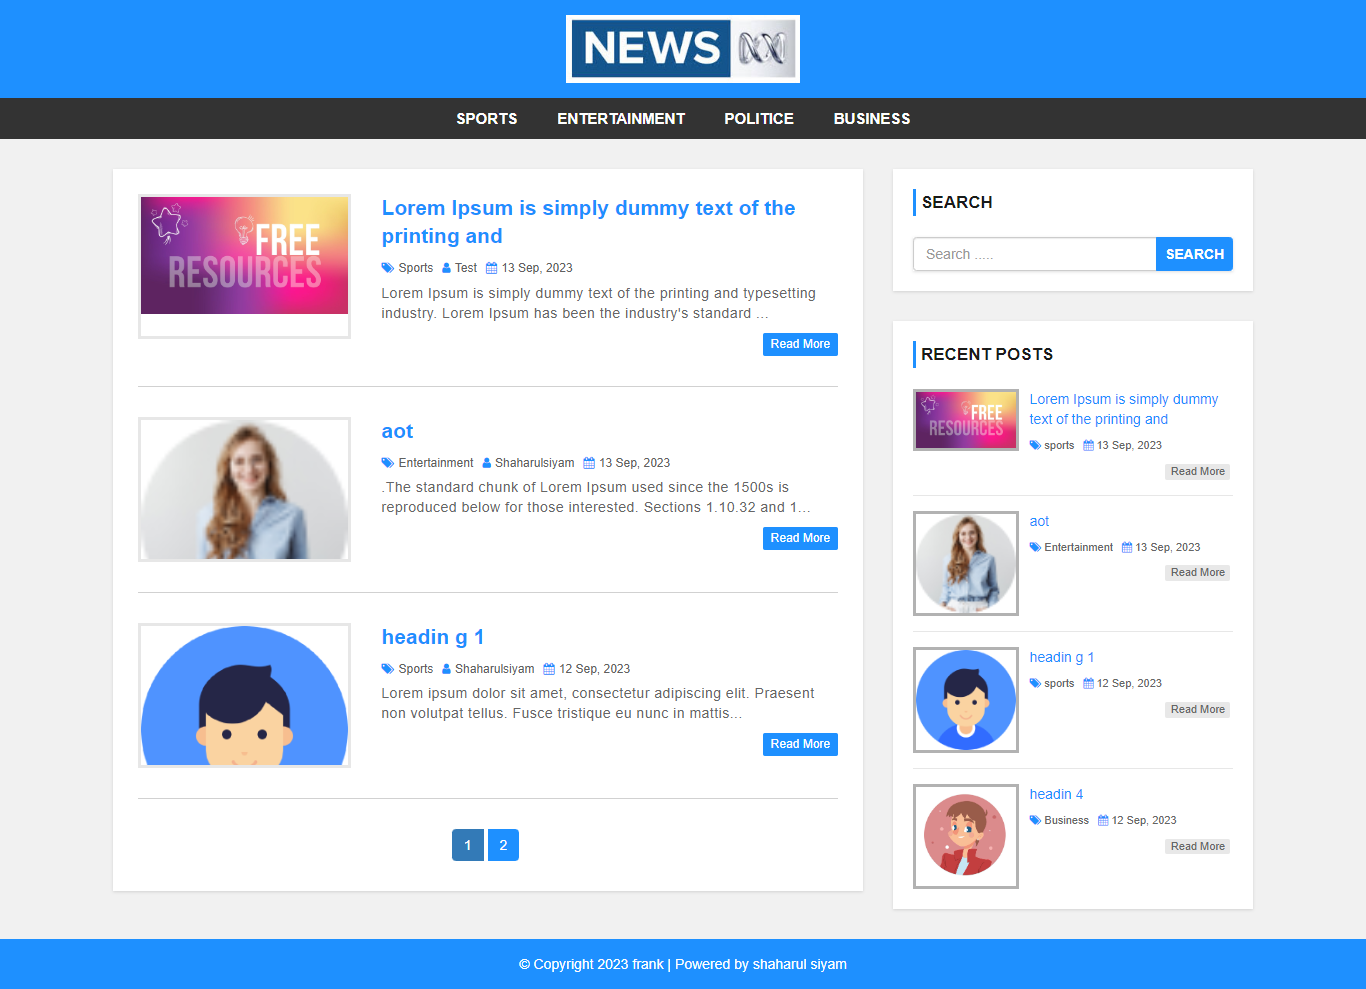 NEWS
SPORTS ENTERTAINMENT POLITICE BUSINESS
FREE
RESOURCES
Lorem Ipsum is simply dummy text of the
printing and
Sports Test 13 Sep, 2023
Lorem Ipsum is simply dummy text of the printing and typesetting
industry. Lorem Ipsum has been the industry's standard ...
Read More
aot
Entertainment Shaharulsiyam 13 Sep, 2023
.The standard chunk of Lorem Ipsum used since the 1500s is
reproduced below for those interested. Sections 1.10.32 and 1...
Read More
headin g 1
Sports Shaharulsiyam 12 Sep, 2023
Lorem ipsum dolor sit amet, consectetur adipiscing elit. Praesent
non volutpat tellus. Fusce tristique eu nunc in mattis...
Read More
1 2
SEARCH
Search ..... SEARCH
RECENT POSTS
FREE
RESOURCES
Lorem Ipsum is simply dummy
text of the printing and
sports 13 Sep, 2023
Read More
aot
Entertainment 13 Sep, 2023
Read More
headin g 1
sports 12 Sep, 2023
Read More
headin 4
Business 12 Sep, 2023
Read More
© Copyright 2023 frank | Powered by shaharul siyam